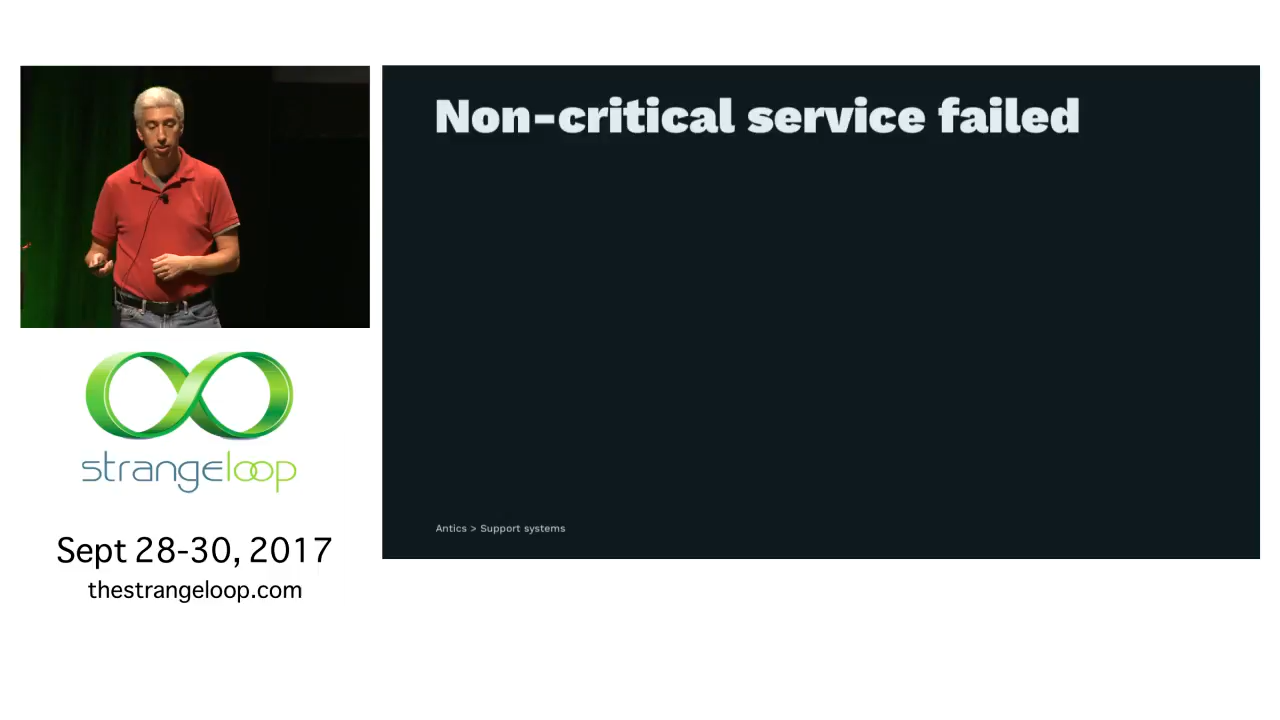 Non-critical service failed
Antics > Support systems
strangeloop
Sept 28-30, 2017
thestrangeloop.com